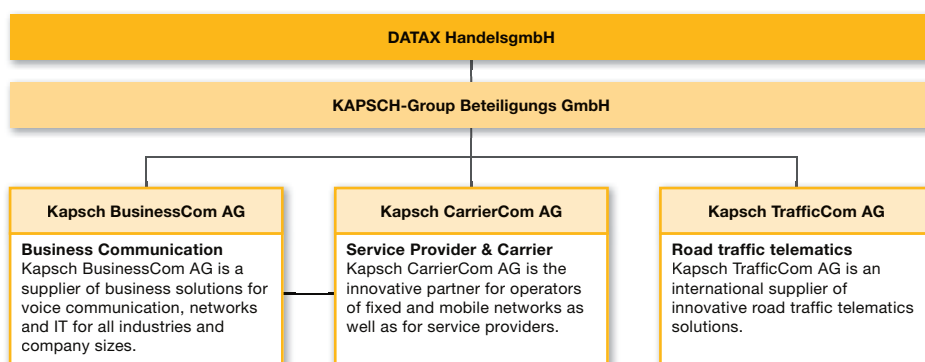 DATAX HandelsgmbH
KAPSCH-Group Beteiligungs GmbH
Kapsch BusinessCom AG
Business Communication
Kapsch BusinessCom AG is a
supplier of business solutions for
voice communication, networks
and IT for all industries and
company sizes.
Kapsch CarrierCom AG
Service Provider & Carrier
Kapsch CarrierCom AG is the
innovative partner for operators
of fixed and mobile networks as
well as for service providers.
Kapsch TrafficCom AG
Road traffic telematics
Kapsch TrafficCom AG is an
international supplier of
innovative road traffic telematics
solutions.